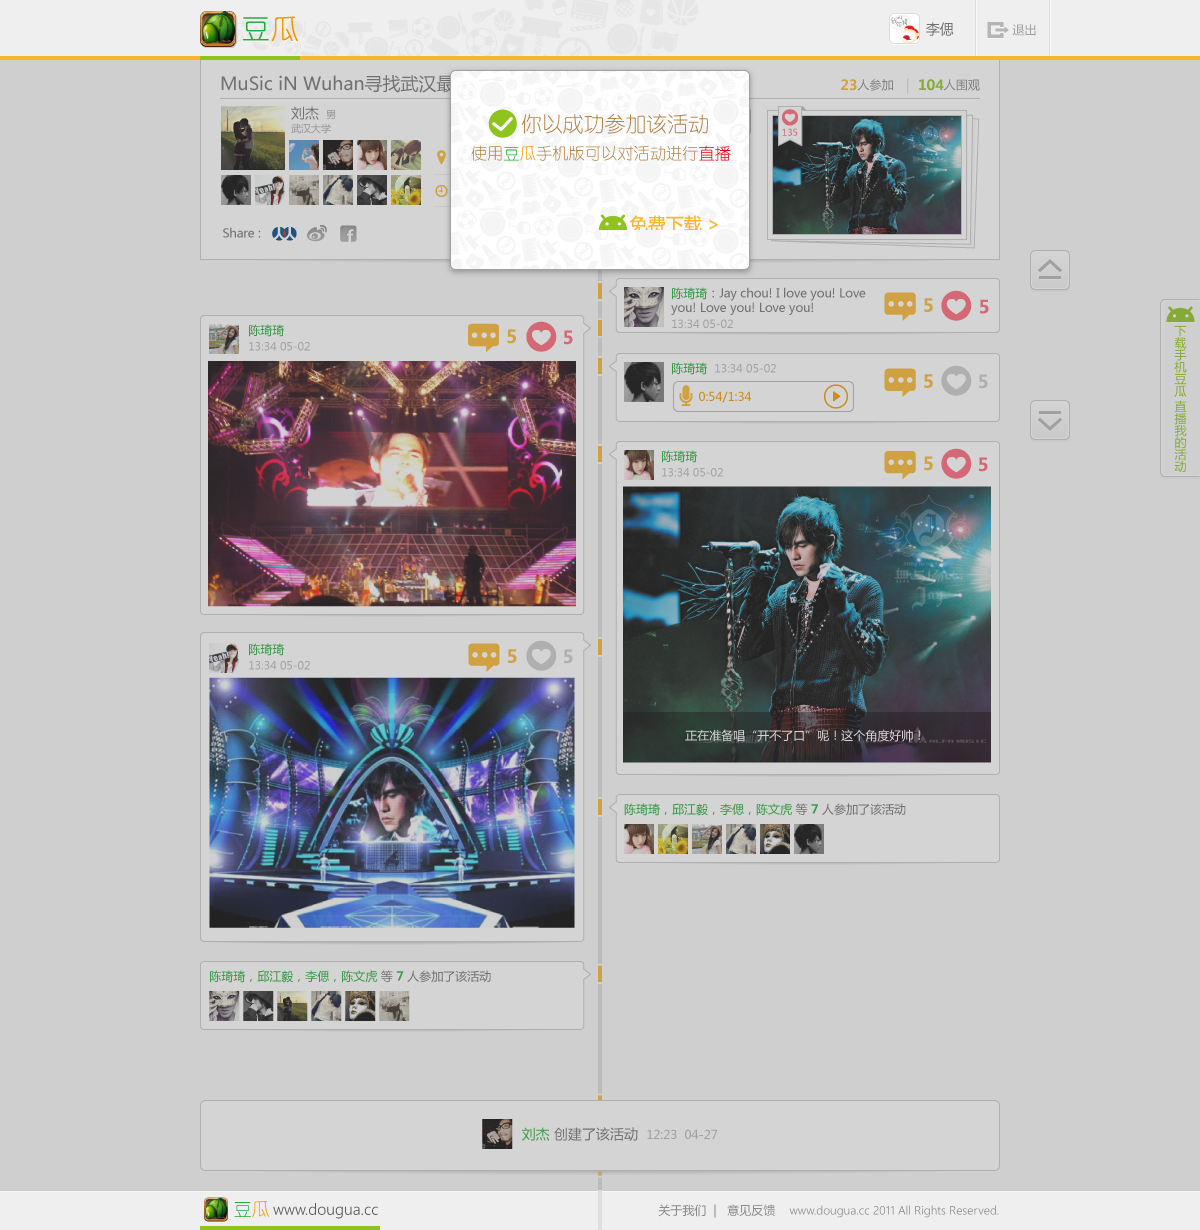 豆瓜
李偲
退出
MuSic iN Wuhan寻找武汉最
23人参加
104人围观
刘杰 男
武汉大学
Share :
135
你以成功参加该活动
使用豆瓜手机版可以对活动进行直播
免费下载 >
陈琦琦：Jay chou! I love you! Love
you! Love you! Love you!
13:34 05-02
5 5
陈琦琦
13:34 05-02
5 5
陈琦琦 13:34 05-02
0:54/1:34
5 5
下载手机豆瓜 直播我的活动
陈琦琦
13:34 05-02
5 5
正在准备唱“开不了口”呢！这个角度好帅！
陈琦琦
13:34 05-02
5 5
Yeah!
陈琦琦，邱江毅，李偲，陈文虎 等 7 人参加了该活动
陈琦琦，邱江毅，李偲，陈文虎 等 7 人参加了该活动
刘杰 创建了该活动 12:23 04-27
豆瓜 www.dougua.cc
关于我们 | 意见反馈 www.dougua.cc 2011 All Rights Reserved.